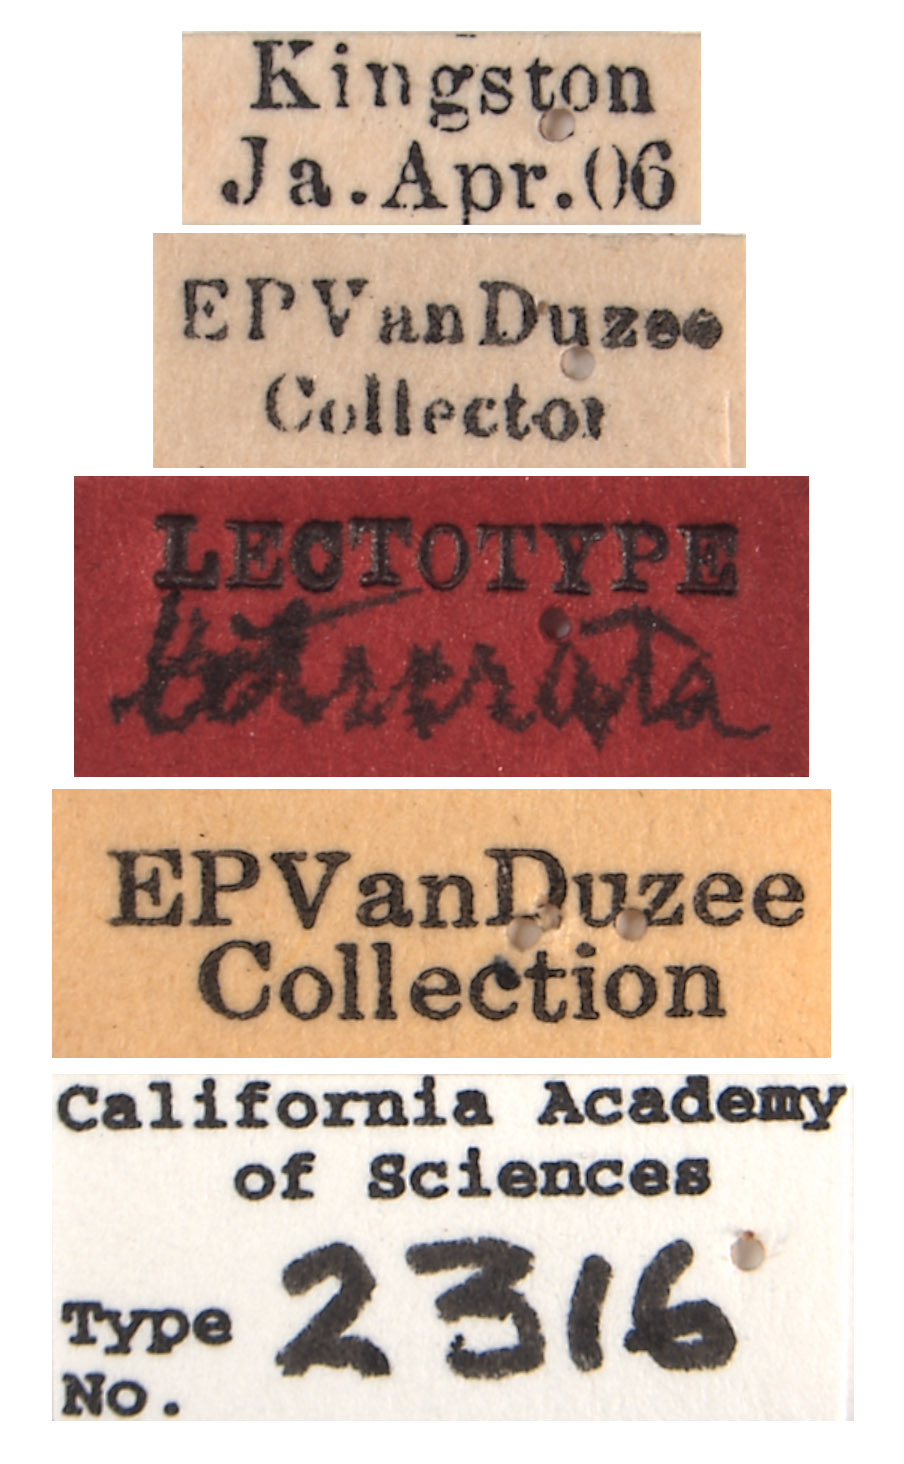 Kingston
Ja.Apr.06
EPVanDuzee
Collector
LECTOTYPE
EPVanDuzee
Collection
California Academy
of Sciences
Type 2316
No.